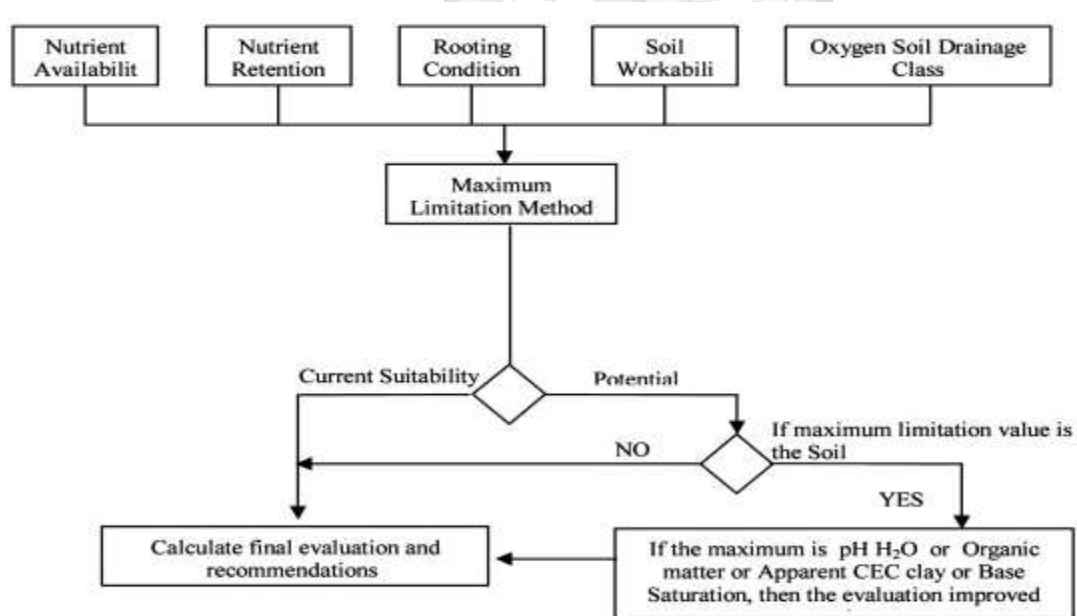 Nutrient
Availabilit
Nutrient
Retention
Rooting
Condition
Soil
Workabili
Oxygen Soil Drainage
Class
Maximum
Limitation Method
Current Suitability
Potential
If maximum limitation value is
the Soil
NO
YES
Calculate final evaluation and
recommendations
If the maximum is pH H₂O or Organic
matter or Apparent CEC clay or Base
Saturation, then the evaluation improved